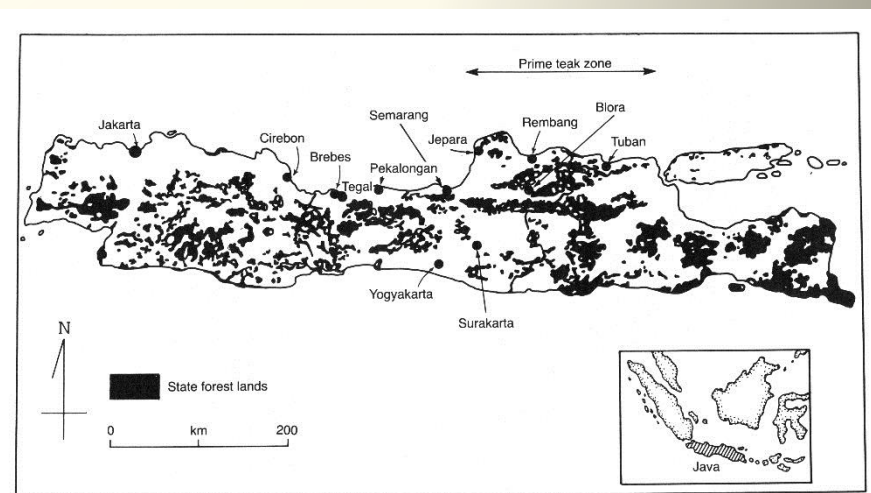 Prime teak zone
Blora
Semarang
Jakarta
Jepara
Rembang
Tuban
Cirebon
Brebes
Pekalongan
Tegal
Yogyakarta
Surakarta
N
State forest lands
0 km 200
Java